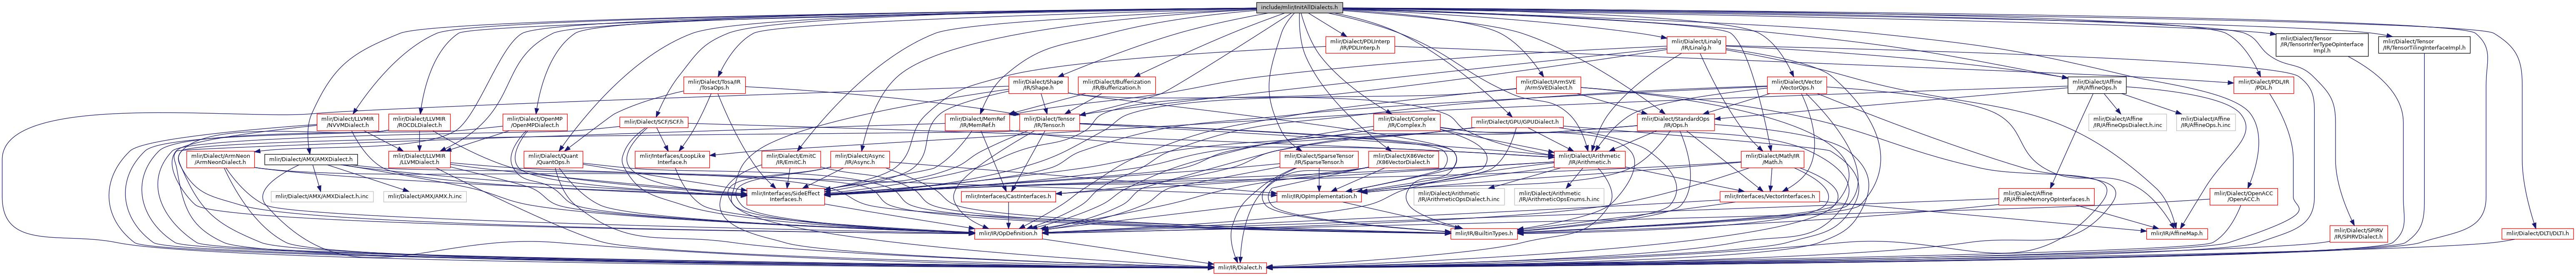 include/mlir/InitAllDialects.h
mlir/Dialect/PDLInterp
/IR/PDLInterp.h
mlir/Dialect/Linalg
/IR/Linalg.h
mlir/Dialect/Tensor
/IR/TensorInferTypeOpInterface
Impl.h
mlir/Dialect/Tensor
/IR/TensorTilingInterfaceImpl.h
mlir/Dialect/Tosa/IR
/TosaOps.h
mlir/Dialect/Shape
/IR/Shape.h
mlir/Dialect/Bufferization
/IR/Bufferization.h
mlir/Dialect/ArmSVE
/ArmSVEDialect.h
mlir/Dialect/Vector
/VectorOps.h
mlir/Dialect/Affine
/IR/AffineOps.h
mlir/Dialect/PDL/IR
/PDL.h
mlir/Dialect/LLVMIR
/NVVMDialect.h
mlir/Dialect/LLVMIR
/ROCDLDialect.h
mlir/Dialect/OpenMP
/OpenMPDialect.h
mlir/Dialect/SCF/SCF.h
mlir/Dialect/MemRef
/IR/MemRef.h
mlir/Dialect/Tensor
/IR/Tensor.h
mlir/Dialect/Complex
/IR/Complex.h
mlir/Dialect/GPU/GPUDialect.h
mlir/Dialect/StandardOps
/IR/Ops.h
mlir/Dialect/Affine
/IR/AffineOpsDialect.h.inc
mlir/Dialect/Affine
/IR/AffineOps.h.inc
mlir/Dialect/ArmNeon
/ArmNeonDialect.h
mlir/Dialect/AMX/AMXDialect.h
mlir/Dialect/LLVMIR
/LLVMDialect.h
mlir/Dialect/Quant
/QuantOps.h
mlir/Interfaces/LoopLike
Interface.h
mlir/Dialect/EmitC
/IR/EmitC.h
mlir/Dialect/Async
/IR/Async.h
mlir/Dialect/SparseTensor
/IR/SparseTensor.h
mlir/Dialect/X86Vector
/X86VectorDialect.h
mlir/Dialect/Arithmetic
/IR/Arithmetic.h
mlir/Dialect/Math/IR
/Math.h
mlir/Dialect/AMX/AMXDialect.h.inc
mlir/Dialect/AMX/AMX.h.inc
mlir/Interfaces/SideEffect
Interfaces.h
mlir/Interfaces/CastInterfaces.h
mlir/IR/OpImplementation.h
mlir/Dialect/Arithmetic
/IR/ArithmeticOpsDialect.h.inc
mlir/Dialect/Arithmetic
/IR/ArithmeticOpsEnums.h.inc
mlir/Interfaces/VectorInterfaces.h
mlir/Dialect/Affine
/IR/AffineMemoryOpInterfaces.h
mlir/Dialect/OpenACC
/OpenACC.h
mlir/IR/OpDefinition.h
mlir/IR/BuiltinTypes.h
mlir/IR/AffineMap.h
mlir/Dialect/SPIRV
/IR/SPIRVDialect.h
mlir/Dialect/DLTI/DLTI.h
mlir/IR/Dialect.h